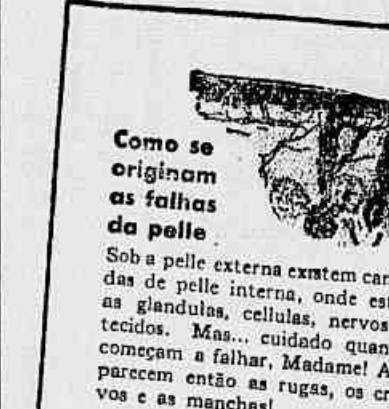 Como se
originam
as falhas
da pelle
Sob a pelle externa existem
das de pelle interna, onde
as glandulas, cellulas, nervos
tecidos. Mas... cuidado
começam a falhar, Madame!
parecem então as rugas, os
vos e as manchas!